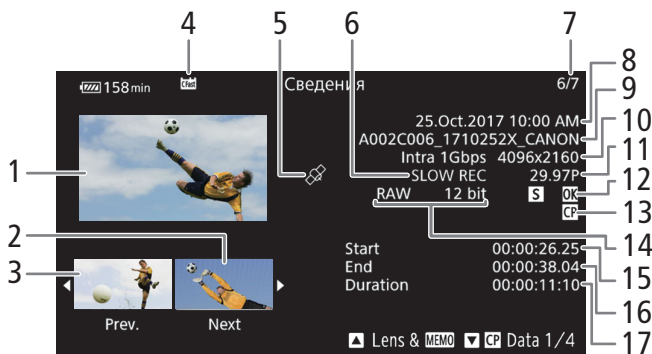 4 5 6 7
8
158 min CFast Сведения 6/7
9
25.Oct.2017 10:00 AM
A002C006_1710252X_CANON
10
Intra 1Gbps 4096x2160
11
1
SLOW REC 29.97P
12
RAW 12 bit S OK
CP
13
2
14
Start 00:00:26.25
15
3
End 00:00:38.04
Duration 00:00:11:10
16
Prev. Next
▲ Lens & MEMO ▼ CP Data 1/4
17